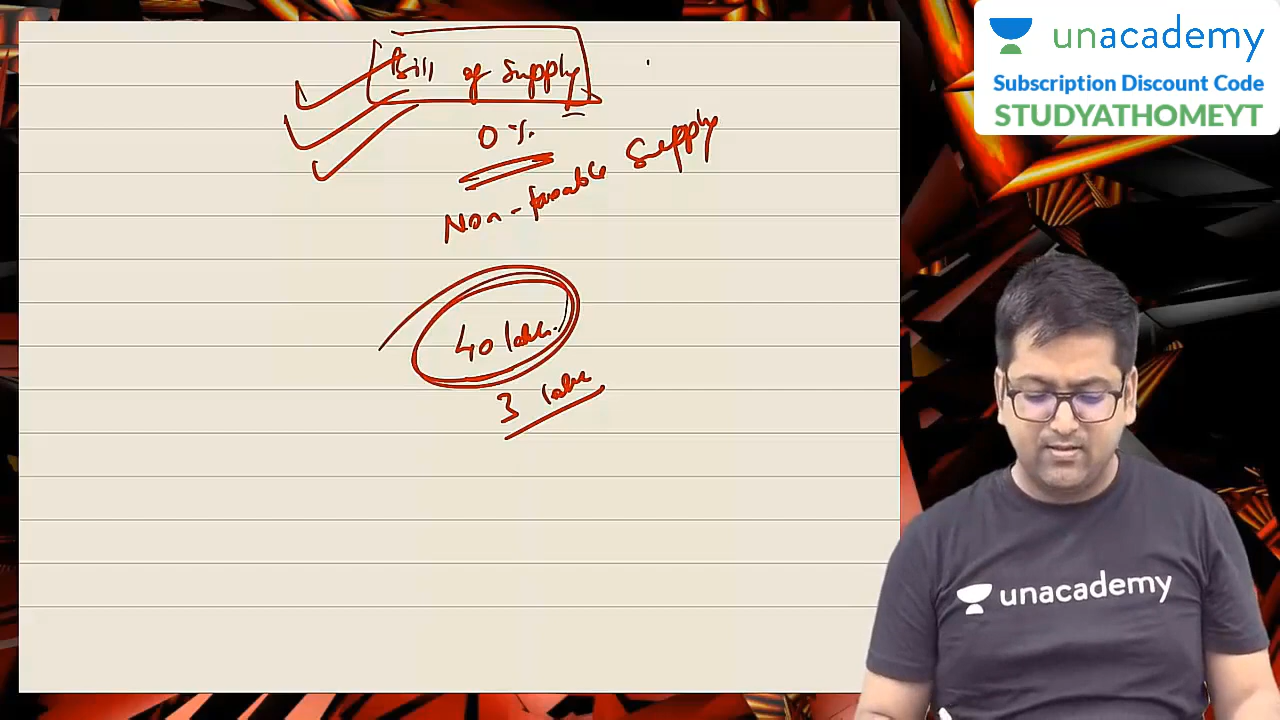 unacademy
Subscription Discount Code
STUDYATHOMEYT
Bill of Supply
0%
Non-taxable Supply
40 lakh.
3 lakh
unacademy